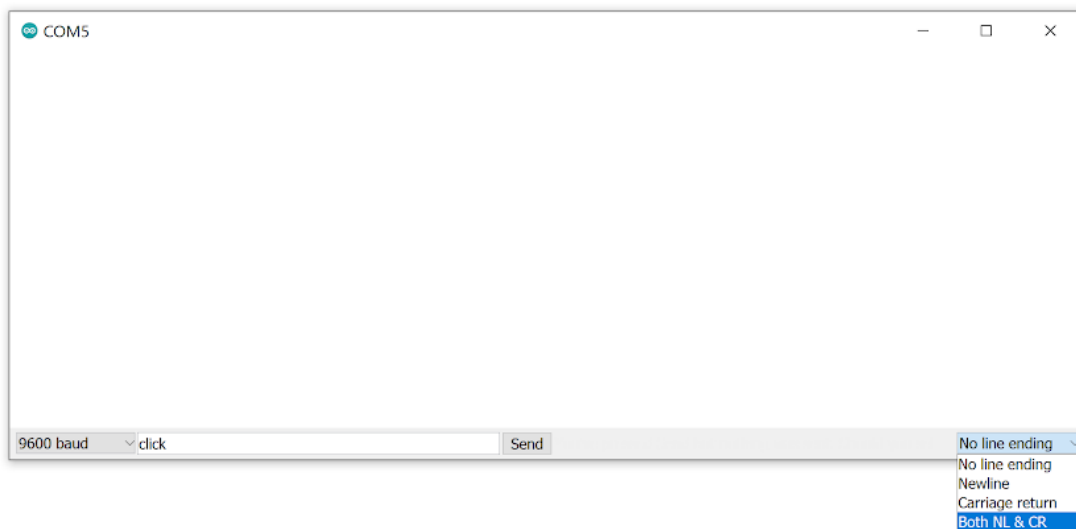 COM5
9600 baud click Send No line ending
No line ending
Newline
Carriage return
Both NL & CR